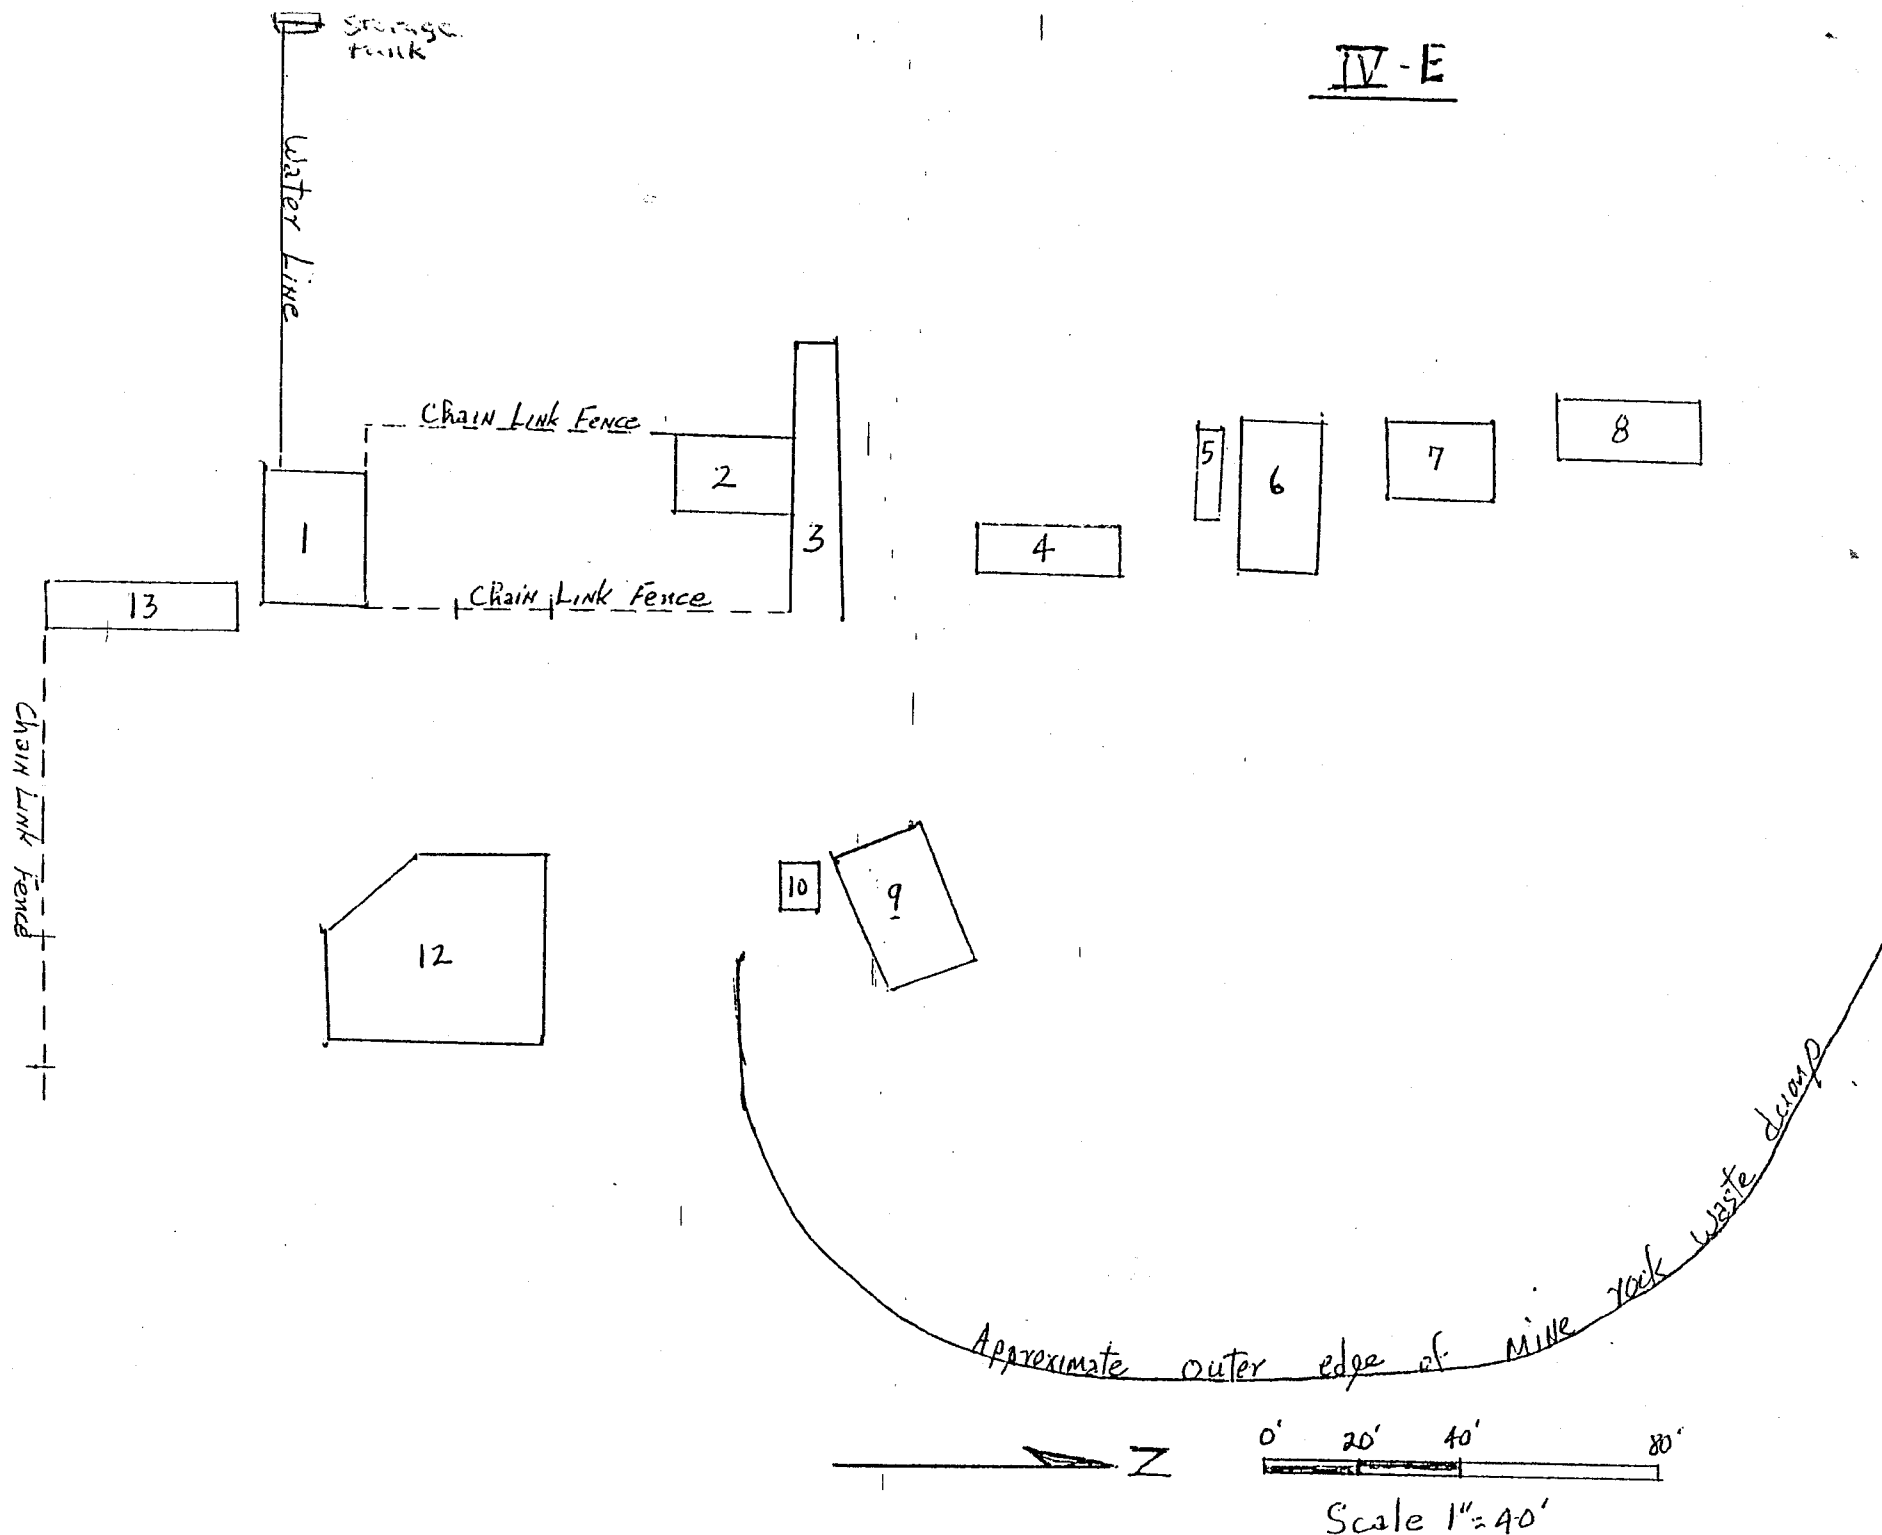 Storage
tank
IV - E
Water Line
Chain Link Fence
8
5
7
2
6
1
3
4
Chain Link Fence
13
Chain Link Fence
10
9
12
Approximate outer edge of Mine rock waste dump
N
0' 20' 40' 80'
Scale 1"=40'